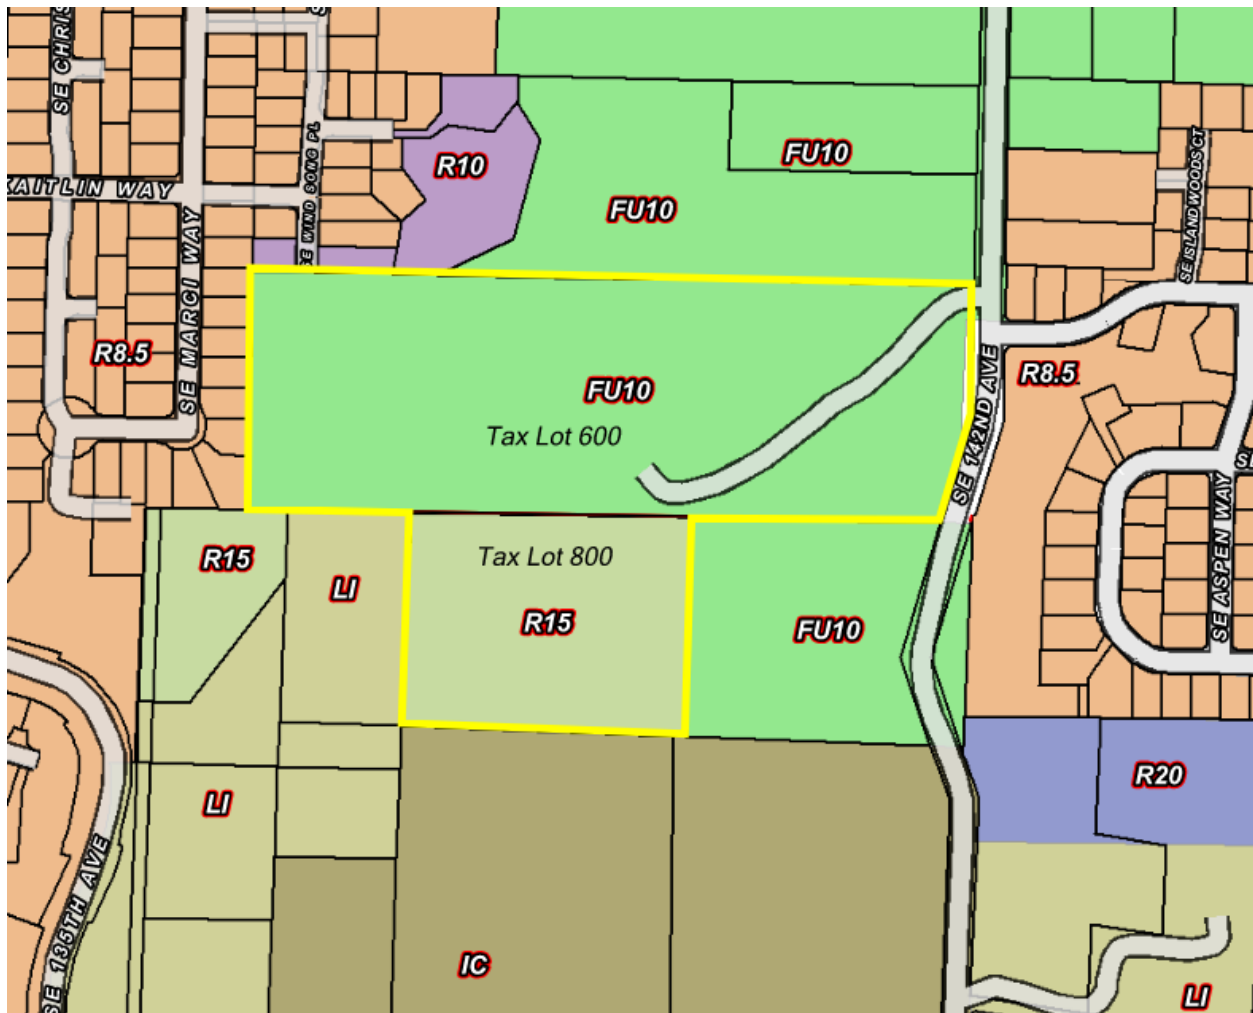 SE CHRIS
S
SE WIND SONG PL
R10
FU10
FU10
SE ISLAND WOODS CT
KAITLIN WAY
SE MARCI WAY
R8.5
FU10
Tax Lot 600
SE 142ND AVE
R8.5
SE ASPEN WAY
S
R15
LI
Tax Lot 800
R15
FU10
LI
R20
SE 135TH AVE
IC
LI